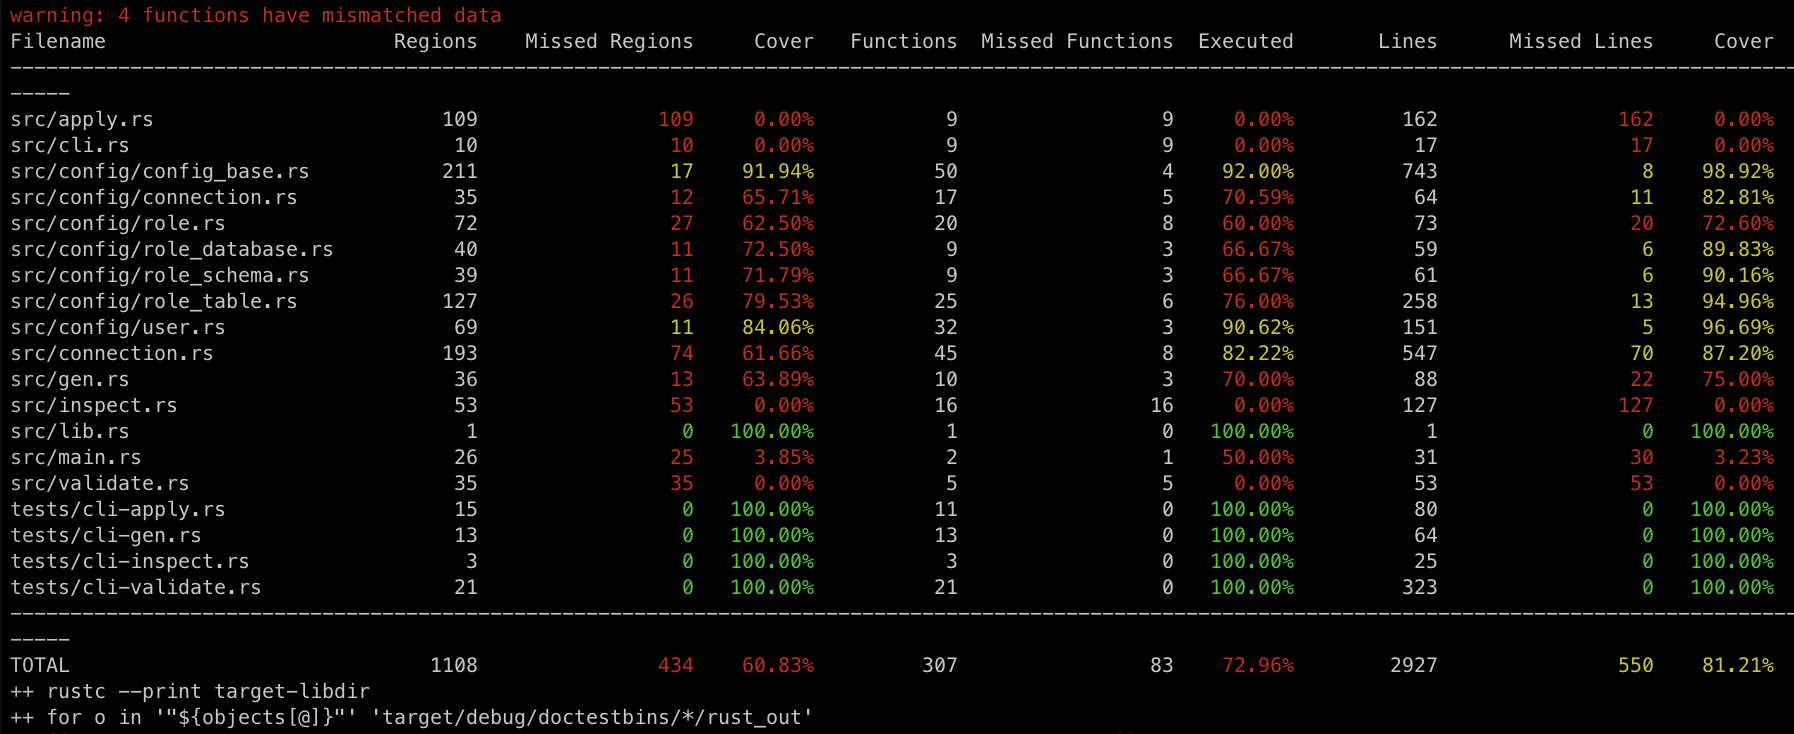 warning: 4 functions have mismatched data
Filename Regions Missed Regions Cover Functions Missed Functions Executed Lines Missed Lines Cover
-----
src/apply.rs 109 109 0.00% 9 9 0.00% 162 162 0.00%
src/cli.rs 10 10 0.00% 9 9 0.00% 17 17 0.00%
src/config/config_base.rs 211 17 91.94% 50 4 92.00% 743 8 98.92%
src/config/connection.rs 35 12 65.71% 17 5 70.59% 64 11 82.81%
src/config/role.rs 72 27 62.50% 20 8 60.00% 73 20 72.60%
src/config/role_database.rs 40 11 72.50% 9 3 66.67% 59 6 89.83%
src/config/role_schema.rs 39 11 71.79% 9 3 66.67% 61 6 90.16%
src/config/role_table.rs 127 26 79.53% 25 6 76.00% 258 13 94.96%
src/config/user.rs 69 11 84.06% 32 3 90.62% 151 5 96.69%
src/connection.rs 193 74 61.66% 45 8 82.22% 547 70 87.20%
src/gen.rs 36 13 63.89% 10 3 70.00% 88 22 75.00%
src/inspect.rs 53 53 0.00% 16 16 0.00% 127 127 0.00%
src/lib.rs 1 0 100.00% 1 0 100.00% 1 0 100.00%
src/main.rs 26 25 3.85% 2 1 50.00% 31 30 3.23%
src/validate.rs 35 35 0.00% 5 5 0.00% 53 53 0.00%
tests/cli-apply.rs 15 0 100.00% 11 0 100.00% 80 0 100.00%
tests/cli-gen.rs 13 0 100.00% 13 0 100.00% 64 0 100.00%
tests/cli-inspect.rs 3 0 100.00% 3 0 100.00% 25 0 100.00%
tests/cli-validate.rs 21 0 100.00% 21 0 100.00% 323 0 100.00%
-----
TOTAL 1108 434 60.83% 307 83 72.96% 2927 550 81.21%
++ rustc --print target-libdir
++ for o in '"${objects[@]}"' 'target/debug/doctestbins/*/rust_out'